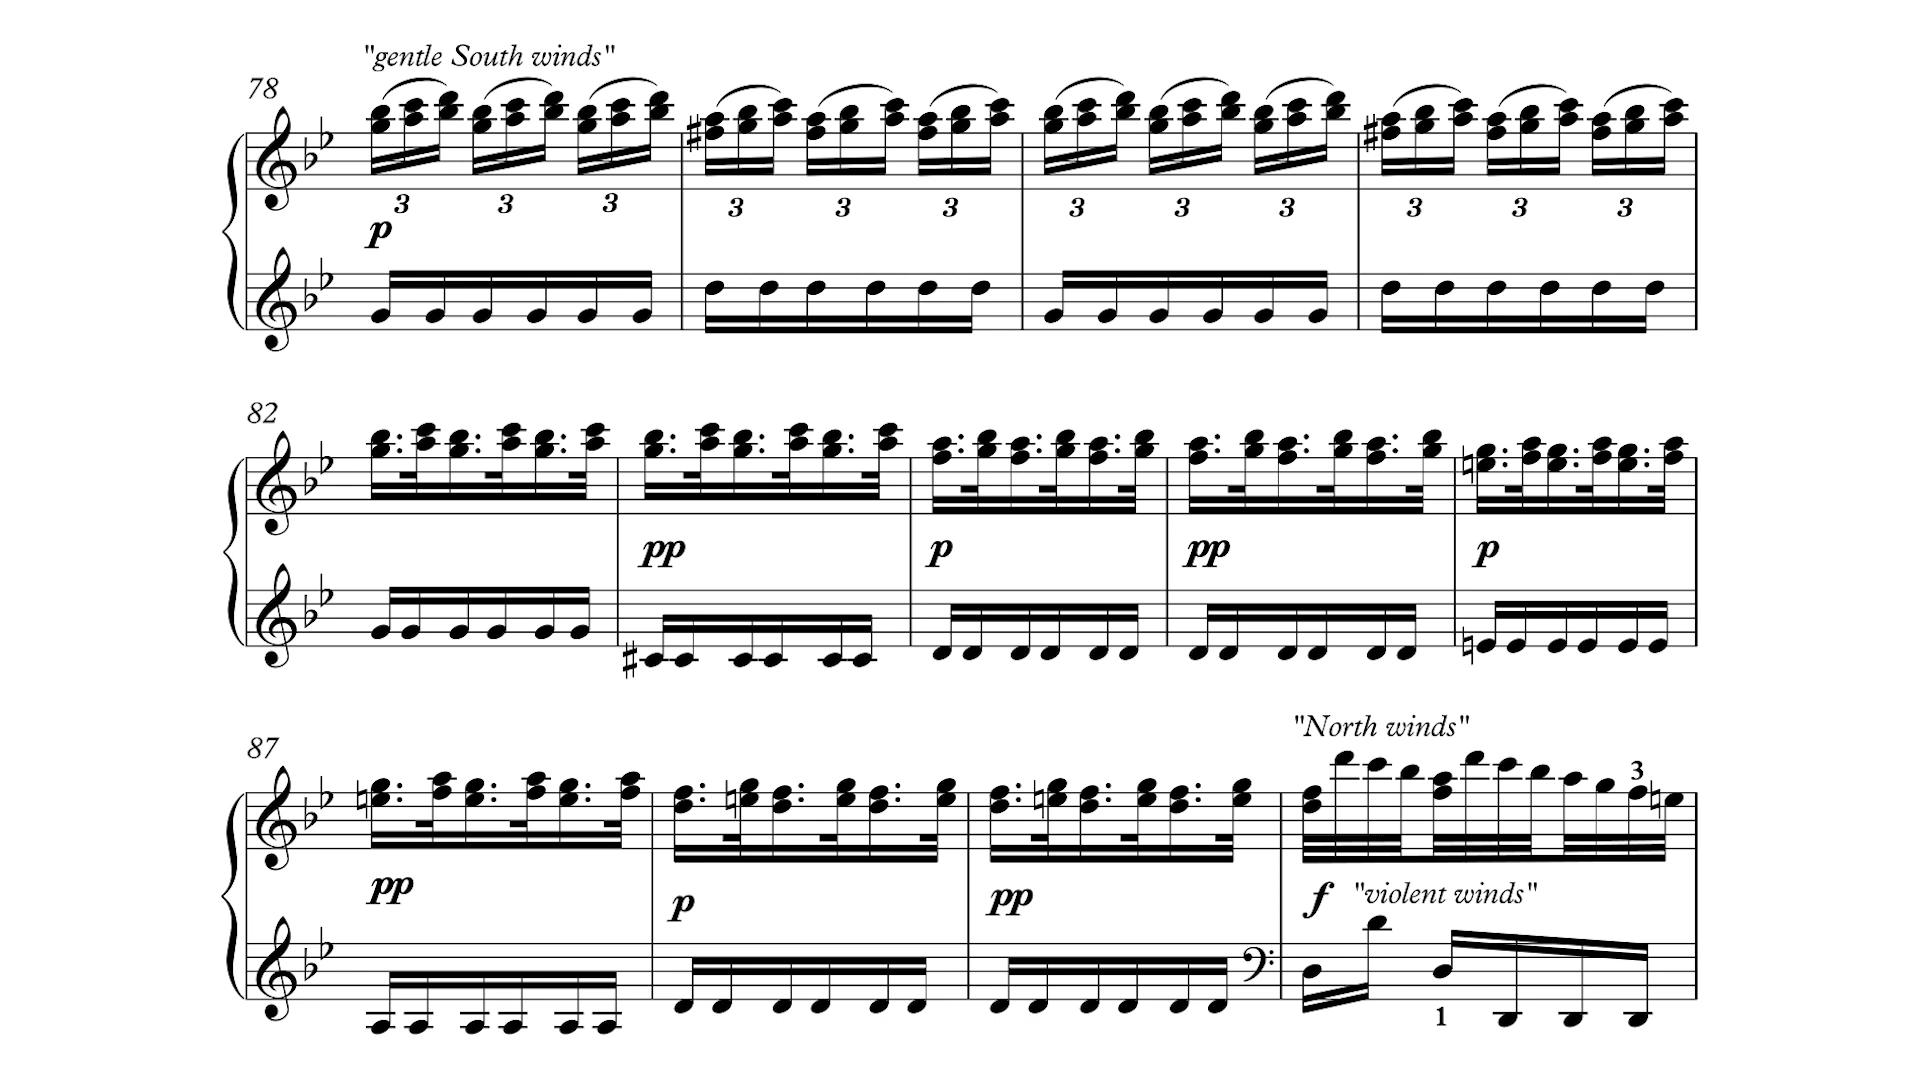 "gentle South winds"
78
3 3 3 3 3 3 3 3 3 3 3 3
p
82
pp p pp p
"North winds"
87
3
pp p pp f "violent winds"
1